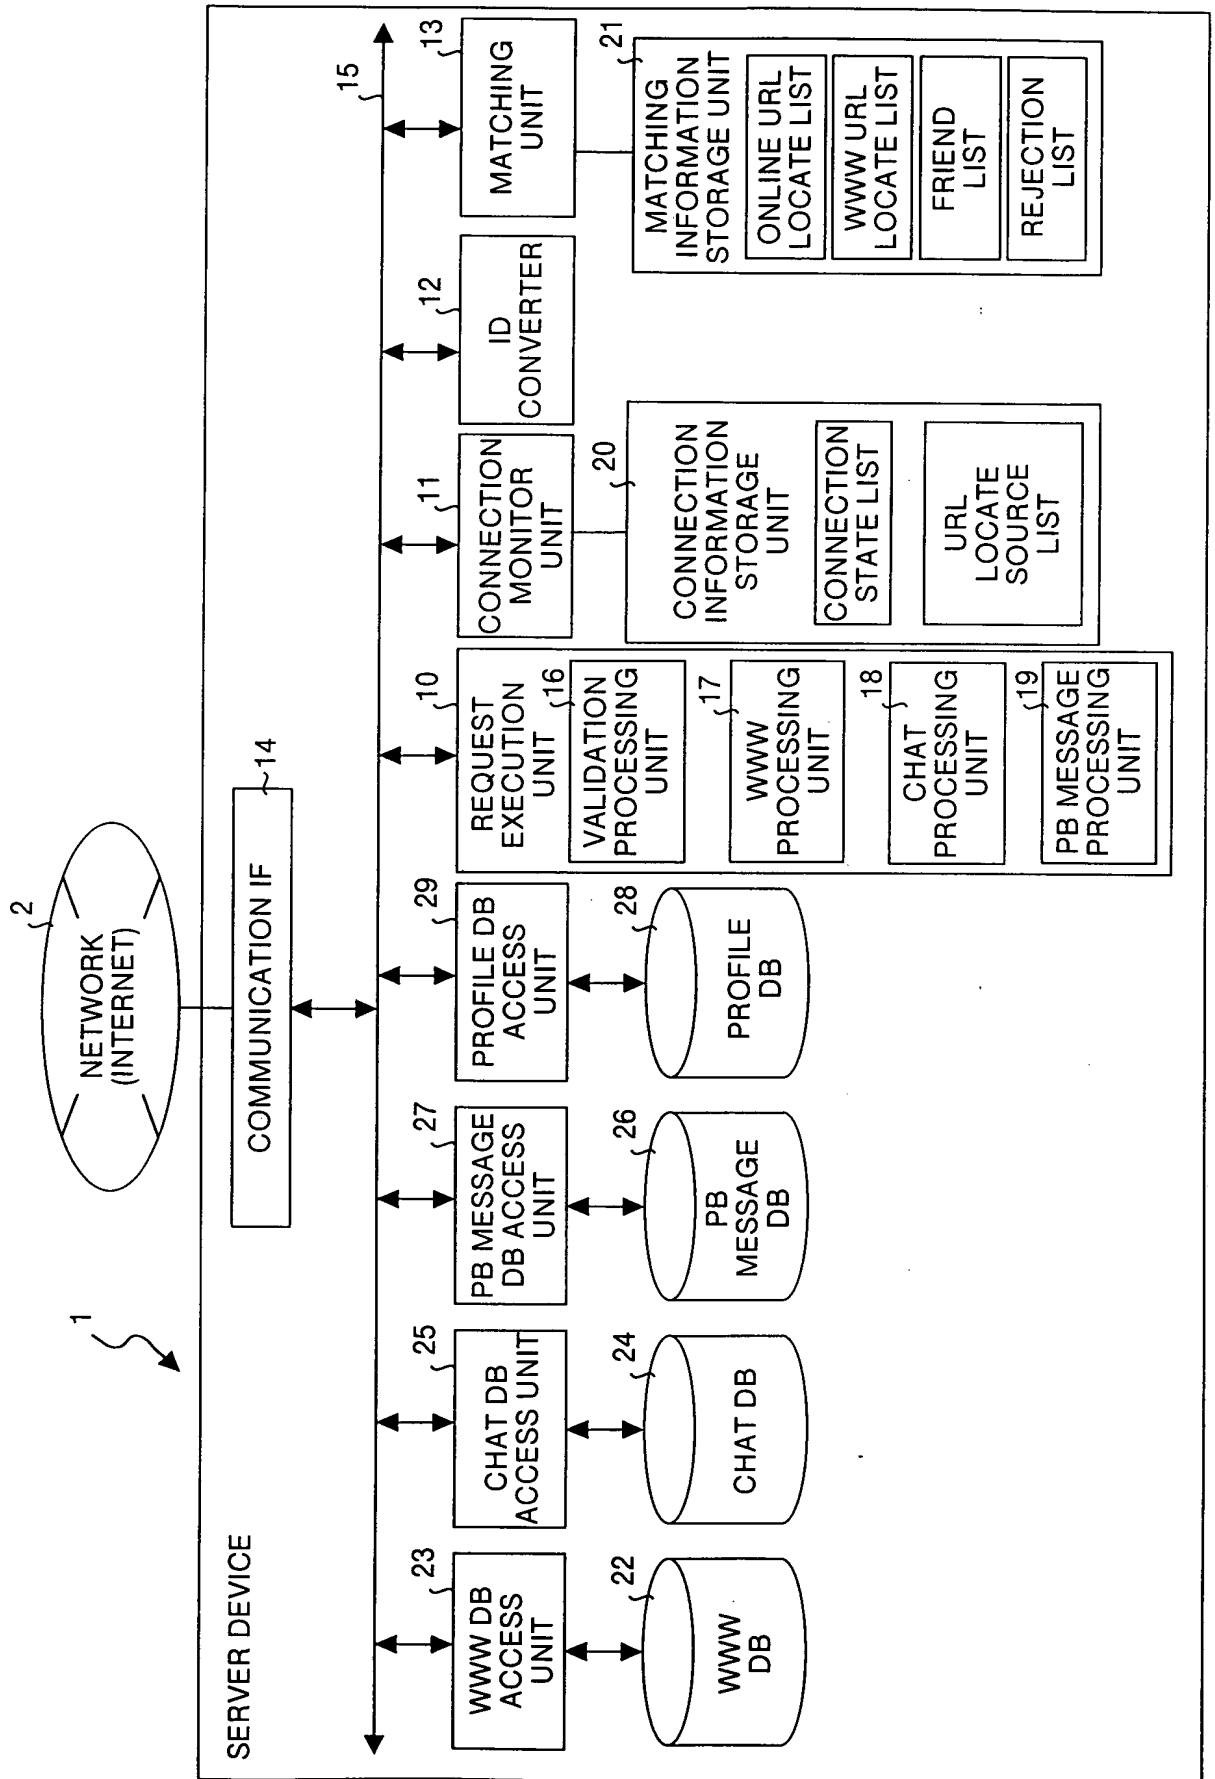 1
2
NETWORK
(INTERNET)
SERVER DEVICE
COMMUNICATION IF
14
15
23
WWW DB
ACCESS
UNIT
25
CHAT DB
ACCESS UNIT
27
PB MESSAGE
DB ACCESS
UNIT
29
PROFILE DB
ACCESS
UNIT
10
REQUEST
EXECUTION
UNIT
16
VALIDATION
PROCESSING
UNIT
17
WWW
PROCESSING
UNIT
18
CHAT
PROCESSING
UNIT
19
PB MESSAGE
PROCESSING
UNIT
11
CONNECTION
MONITOR
UNIT
12
ID
CONVERTER
13
MATCHING
UNIT
22
WWW
DB
24
CHAT DB
26
PB
MESSAGE
DB
28
PROFILE
DB
20
CONNECTION
INFORMATION
STORAGE
UNIT
CONNECTION
STATE LIST
URL
LOCATE
SOURCE
LIST
21
MATCHING
INFORMATION
STORAGE UNIT
ONLINE URL
LOCATE LIST
WWW URL
LOCATE LIST
FRIEND
LIST
REJECTION
LIST